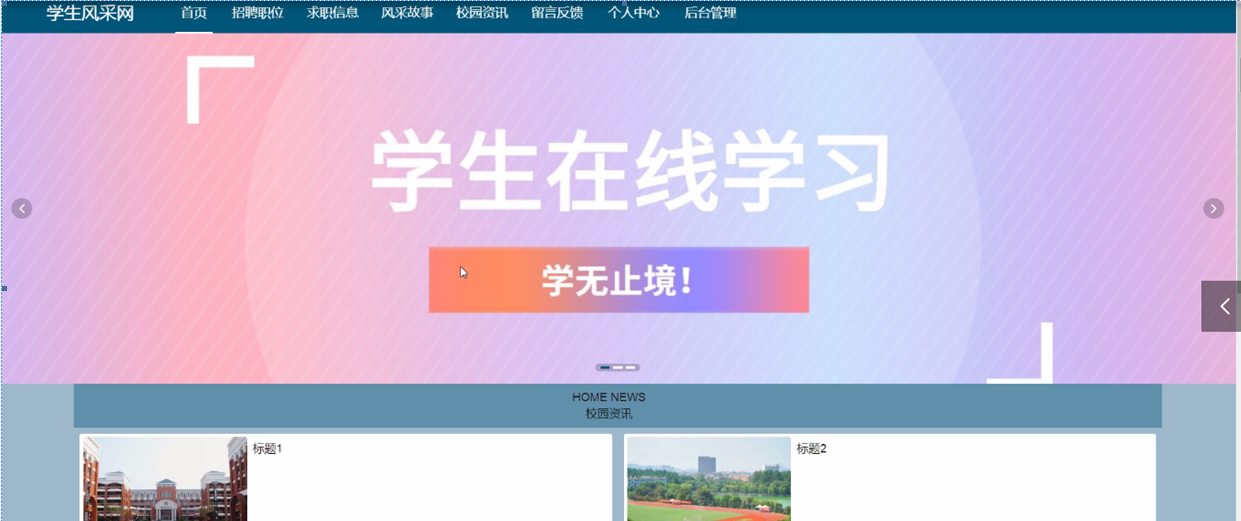 学生风采网 首页 招聘职位 求职信息 风采故事 校园资讯 留言反馈 个人中心 后台管理
学生在线学习
学无止境！
HOME NEWS
校园资讯
标题1 标题2